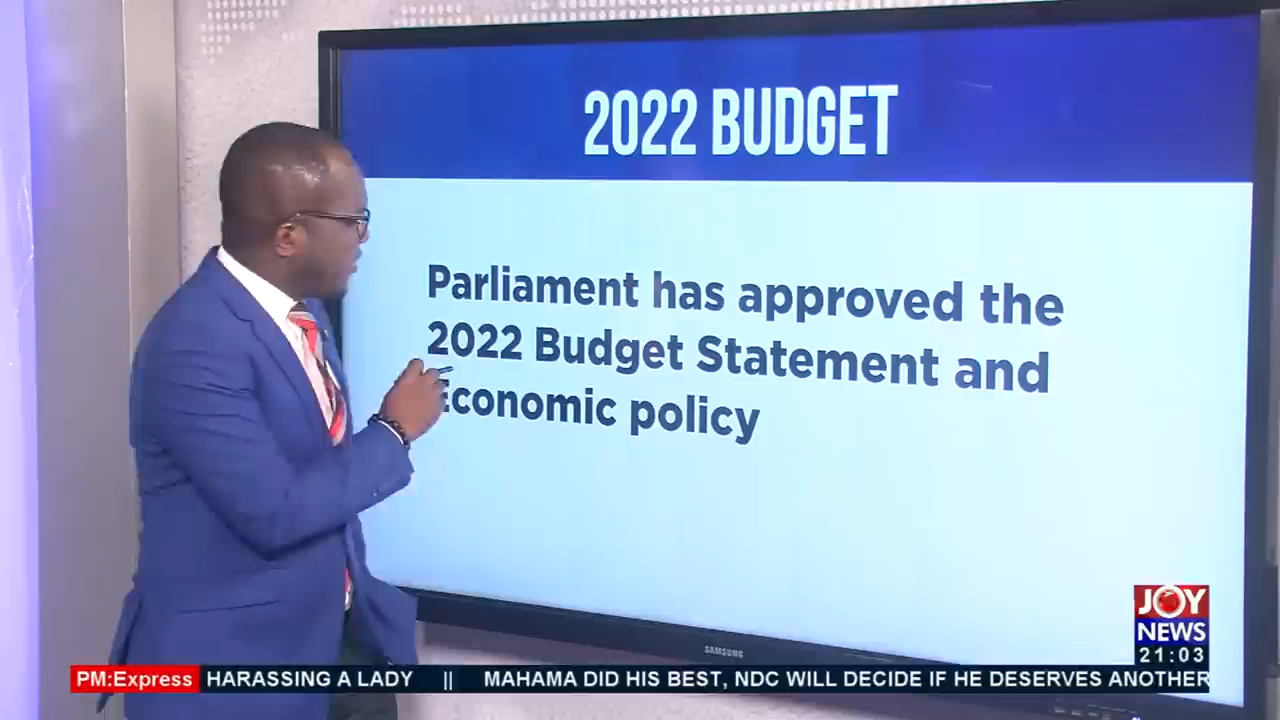 2022 BUDGET
Parliament has approved the
2022 Budget Statement and
Economic policy
SAMSUNG
JOY
NEWS
21:03
PM:Express HARASSING A LADY || MAHAMA DID HIS BEST, NDC WILL DECIDE IF HE DESERVES ANOTHER